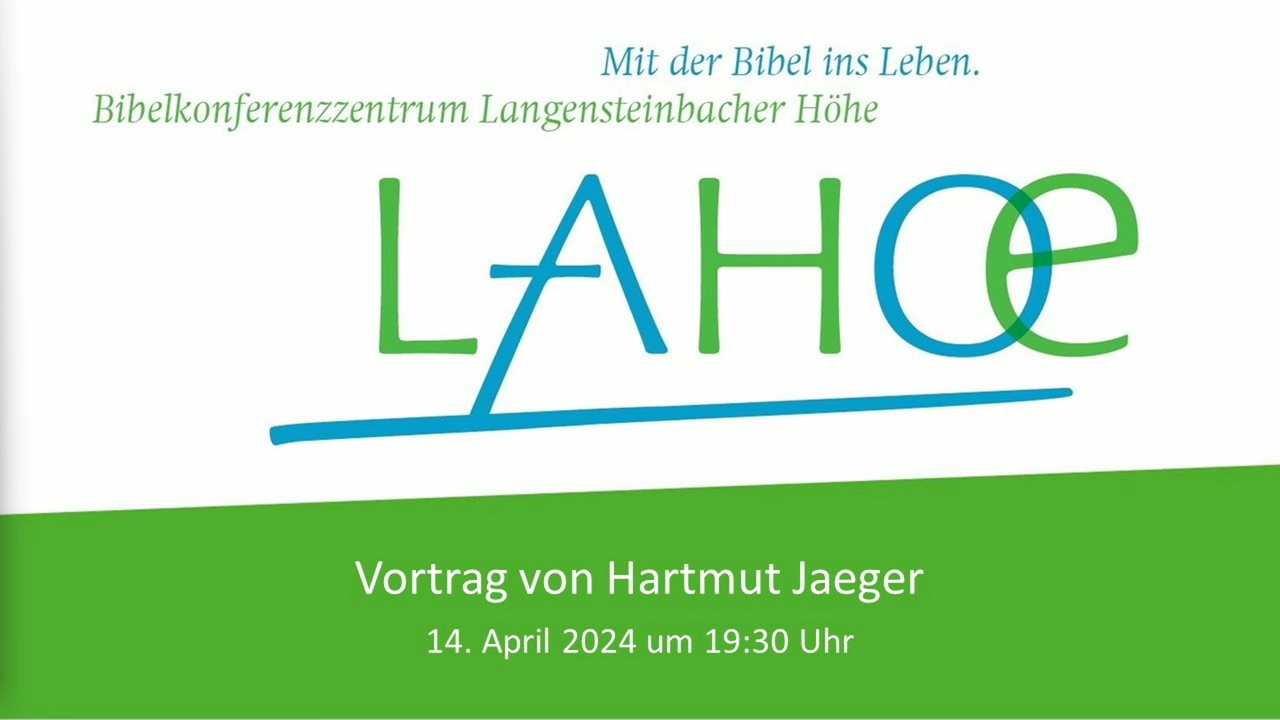 Mit der Bibel ins Leben.
Bibelkonferenzzentrum Langensteinbacher Höhe
LAHOe
Vortrag von Hartmut Jaeger
14. April 2024 um 19:30 Uhr